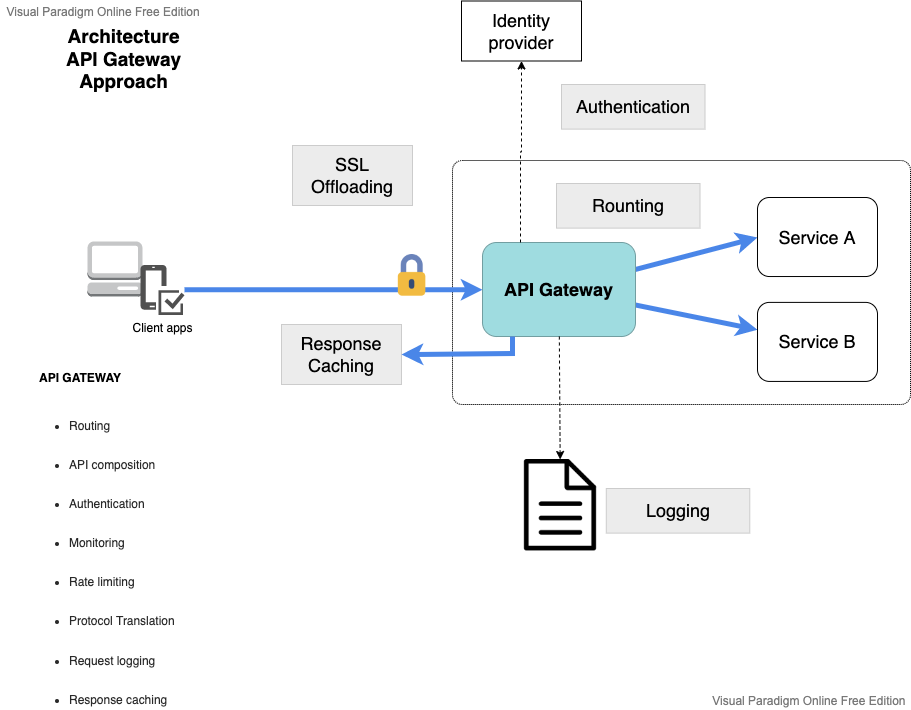 Visual Paradigm Online Free Edition
Architecture
API Gateway
Approach
Identity
provider
Authentication
SSL
Offloading
Rounting
Service A
API Gateway
Client apps
Response
Caching
Service B
API GATEWAY
Routing
API composition
Authentication
Monitoring
Rate limiting
Protocol Translation
Request logging
Response caching
Logging
Visual Paradigm Online Free Edition